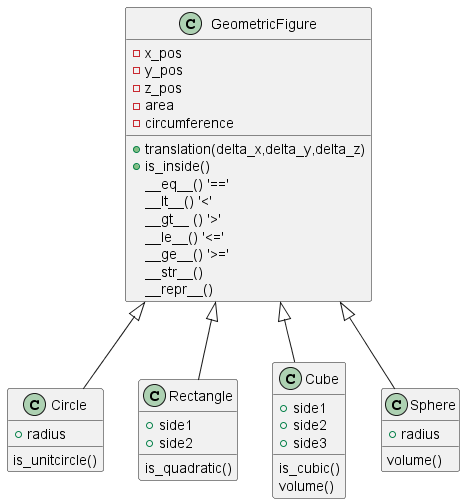 C GeometricFigure
x_pos
y_pos
z_pos
area
circumference
translation(delta_x,delta_y,delta_z)
is_inside()
__eq__() '=='
__lt__() '<'
__gt__ () '>'
__le__() '<='
__ge__() '>='
__str__()
__repr__()
C Circle
radius
is_unitcircle()
C Rectangle
side1
side2
is_quadratic()
C Cube
side1
side2
side3
is_cubic()
volume()
C Sphere
radius
volume()